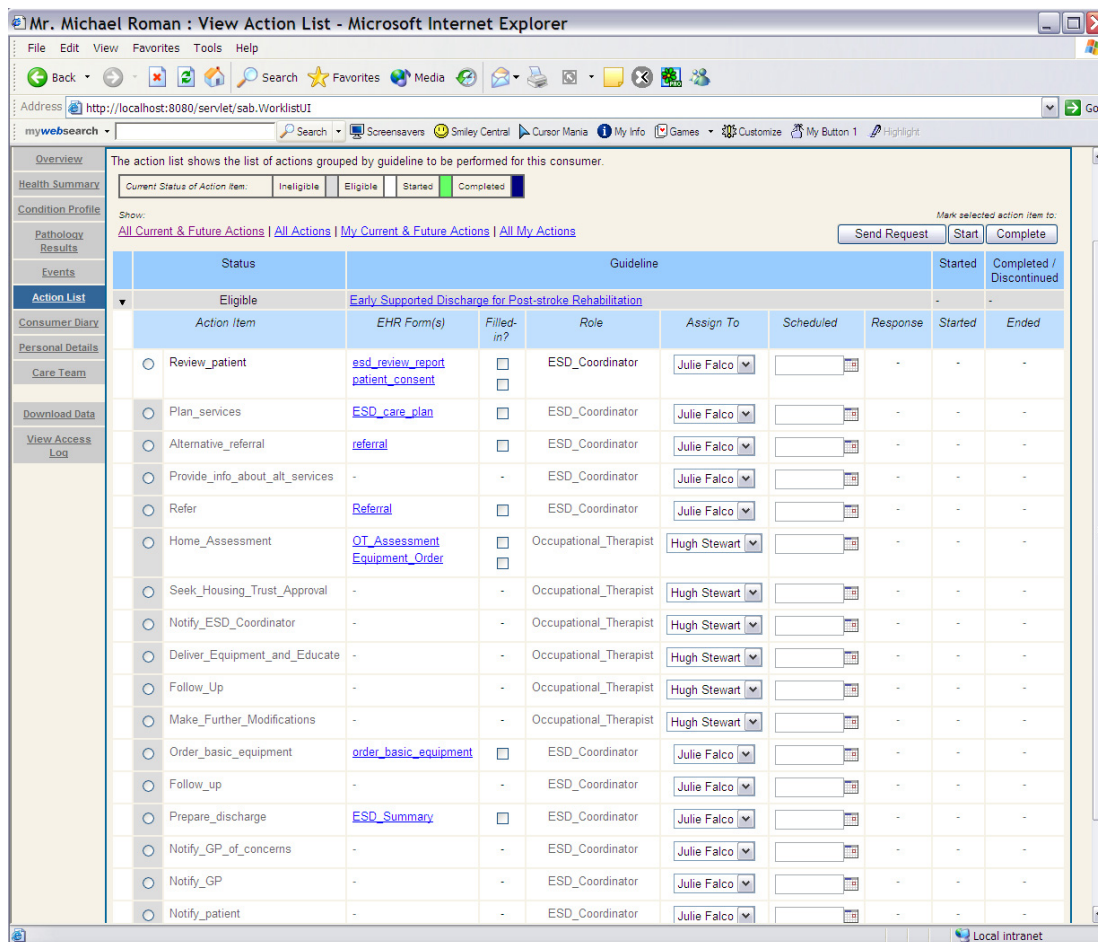 Mr. Michael Roman : View Action List - Microsoft Internet Explorer
File Edit View Favorites Tools Help
Back Search Favorites Media
Address http://localhost:8080/servlet/sab.WorklistUI Go
mywebsearch Search Screensavers Smiley Central Cursor Mania My Info Games Customize My Button 1 Highlight
Overview
Health Summary
Condition Profile
Pathology
Results
Events
Action List
Consumer Diary
Personal Details
Care Team
Download Data
View Access
Log
The action list shows the list of actions grouped by guideline to be performed for this consumer.
Current Status of Action item: Ineligible Eligible Started Completed
Show: Mark selected action item to:
All Current & Future Actions | All Actions | My Current & Future Actions | All My Actions Send Request Start Complete
Status Guideline Started Completed /
Discontinued
Eligible Early Supported Discharge for Post-stroke Rehabilitation - -
Action Item EHR Form(s) Filled- Role Assign To Scheduled Response Started Ended
in?
Review_patient esd_review_report ESD_Coordinator Julie Falco - - -
patient_consent
Plan_services ESD_care_plan ESD_Coordinator Julie Falco - - -
Alternative_referral referral ESD_Coordinator Julie Falco - - -
Provide_info_about_alt_services - - ESD_Coordinator Julie Falco - - -
Refer Referral ESD_Coordinator Julie Falco - - -
Home_Assessment OT_Assessment Occupational_Therapist Hugh Stewart - - -
Equipment_Order
Seek_Housing_Trust_Approval - - Occupational_Therapist Hugh Stewart - - -
Notify_ESD_Coordinator - - Occupational_Therapist Hugh Stewart - - -
Deliver_Equipment_and_Educate - - Occupational_Therapist Hugh Stewart - - -
Follow_Up - - Occupational_Therapist Hugh Stewart - - -
Make_Further_Modifications - - Occupational_Therapist Hugh Stewart - - -
Order_basic_equipment order_basic_equipment ESD_Coordinator Julie Falco - - -
Follow_up - - ESD_Coordinator Julie Falco - - -
Prepare_discharge ESD_Summary ESD_Coordinator Julie Falco - - -
Notify_GP_of_concerns - - ESD_Coordinator Julie Falco - - -
Notify_GP - - ESD_Coordinator Julie Falco - - -
Notify_patient - - ESD_Coordinator Julie Falco - - -
Local intranet